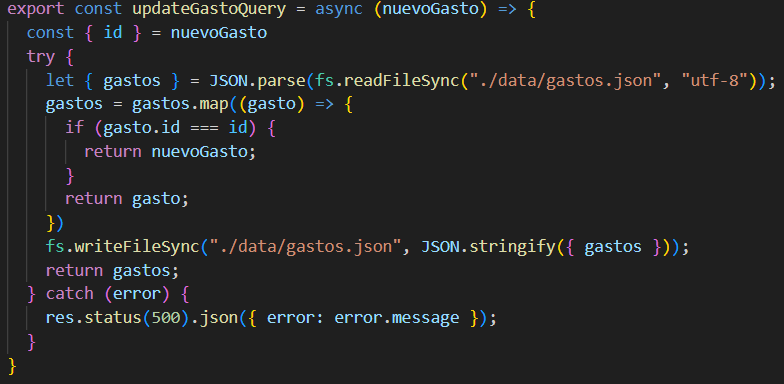 export const updateGastoQuery = async (nuevoGasto) => {
const { id } = nuevoGasto
try {
let { gastos } = JSON.parse(fs.readFileSync("./data/gastos.json", "utf-8"));
gastos = gastos.map((gasto) => {
if (gasto.id === id) {
return nuevoGasto;
}
return gasto;
})
fs.writeFileSync("./data/gastos.json", JSON.stringify({ gastos }));
return gastos;
} catch (error) {
res.status(500).json({ error: error.message });
}
}